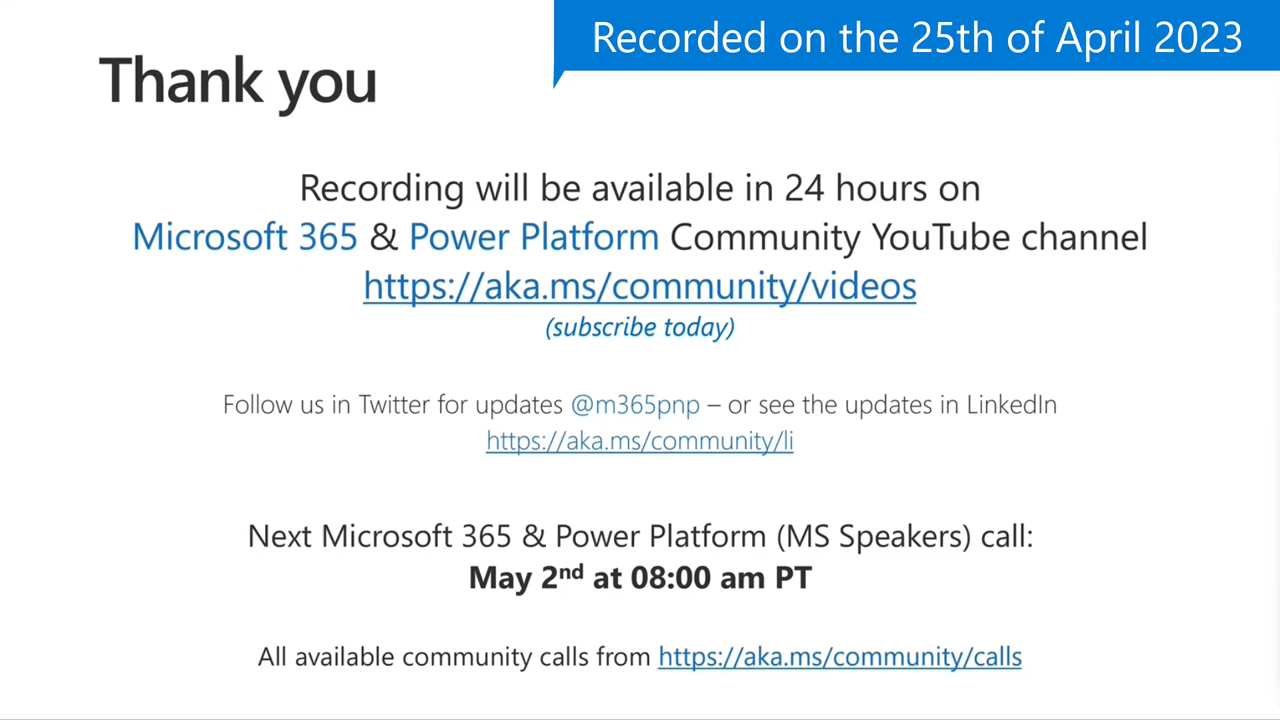 Recorded on the 25th of April 2023
Thank you
Recording will be available in 24 hours on
Microsoft 365 & Power Platform Community YouTube channel
https://aka.ms/community/videos
(subscribe today)
Follow us in Twitter for updates @m365pnp – or see the updates in LinkedIn
https://aka.ms/community/li
Next Microsoft 365 & Power Platform (MS Speakers) call:
May 2nd at 08:00 am PT
All available community calls from https://aka.ms/community/calls